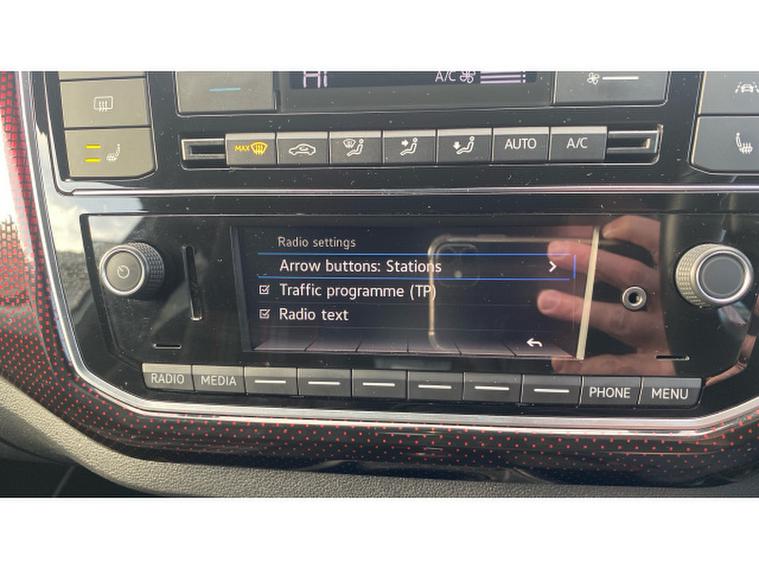 HI A/C
MAX AUTO A/C
Radio settings
Arrow buttons: Stations
Traffic programme (TP)
Radio text
RADIO MEDIA PHONE MENU